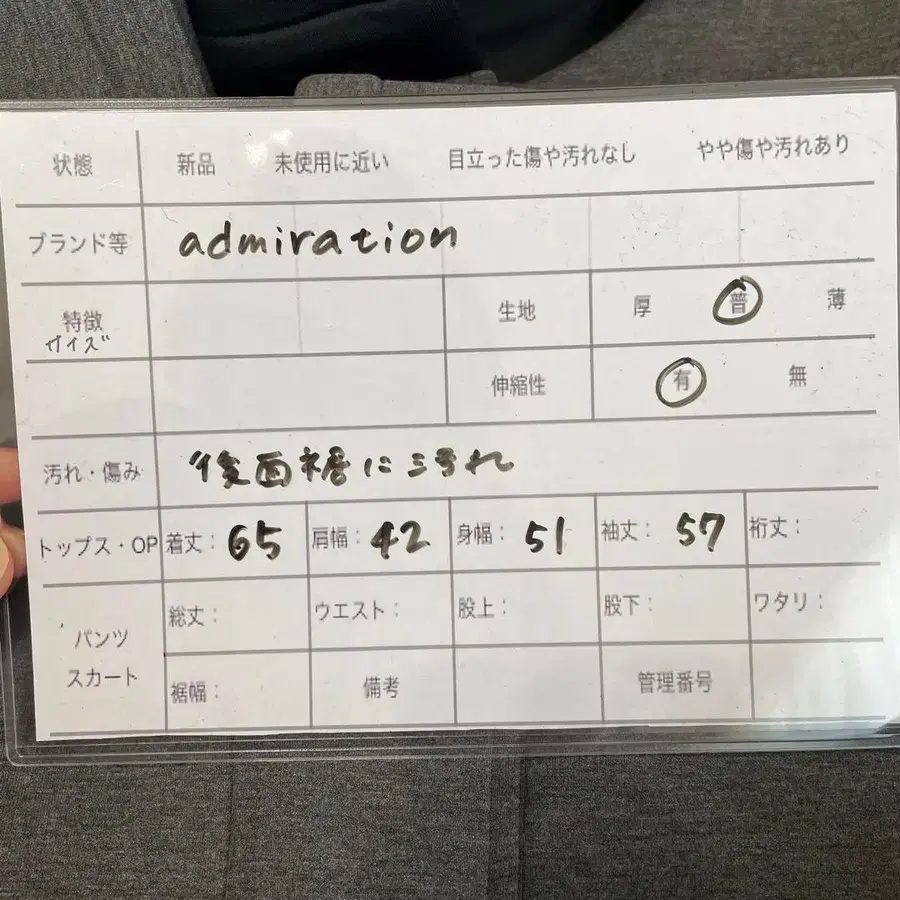 状態 新品 未使用に近い 目立った傷や汚れなし やや傷や汚れあり
ブランド等 admiration
特徴 生地 厚 普 薄
サイズ
伸縮性 有 無
汚れ・傷み 後面裾に汚れ
トップス・OP 着丈： 65 肩幅： 42 身幅： 51 袖丈： 57 裄丈：
パンツ 総丈： ウエスト： 股上： 股下： ワタリ：
スカート 裾幅： 備考 管理番号